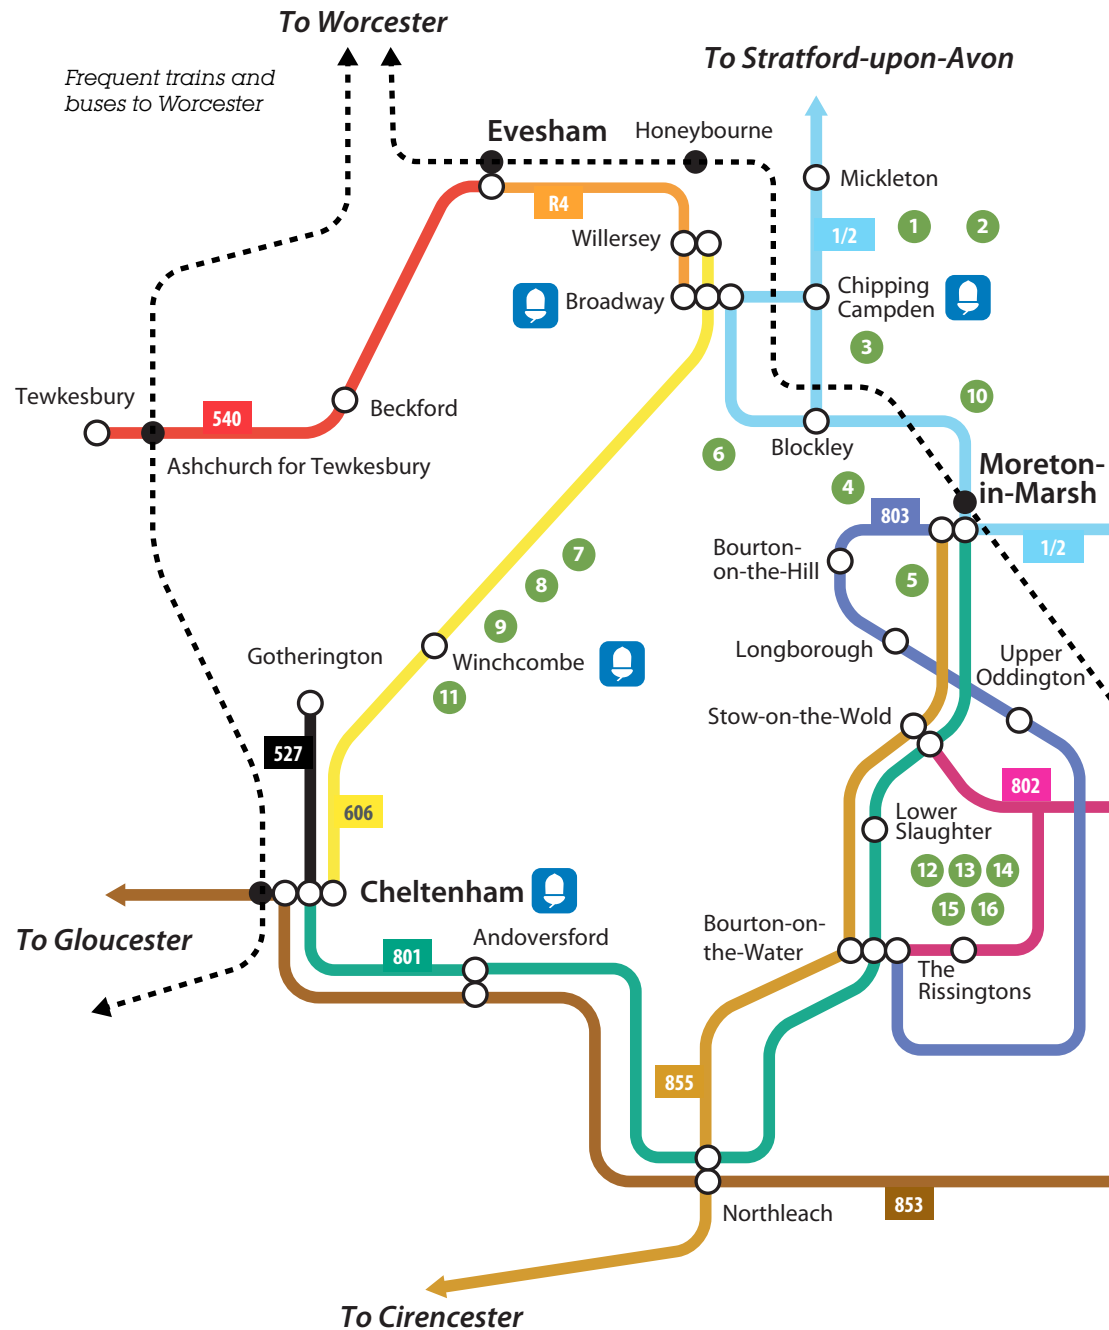 To Worcester
Frequent trains and
buses to Worcester
To Stratford-upon-Avon
Evesham
Honeybourne
Mickleton
R4
1/2
1
2
Willersey
Broadway
Chipping
Campden
3
Tewkesbury
540
Beckford
10
Ashchurch for Tewkesbury
6
Blockley
4
Moreton-
in-Marsh
803
1/2
Bourton-
on-the-Hill
5
7
8
9
Gotherington
Winchcombe
11
Longborough
Upper
Oddington
Stow-on-the-Wold
527
606
802
Lower
Slaughter
12
13
14
15
16
Cheltenham
To Gloucester
801
Andoversford
Bourton-on-
the-Water
The
Rissingtons
855
853
Northleach
To Cirencester